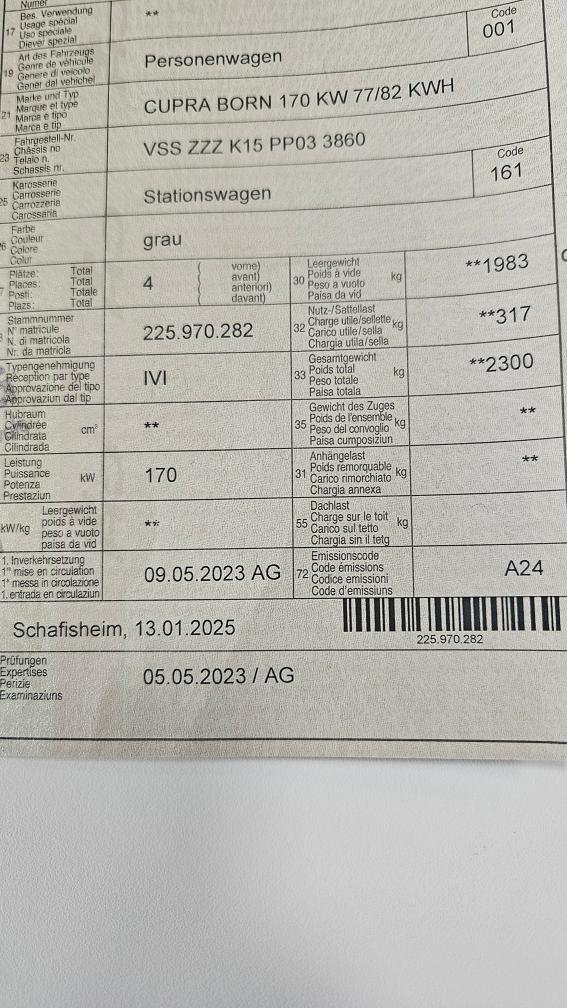 Numer
17 Bes. Verwendung
Usage spécial
Uso speciale
Diever spezial
**
Code
001
19 Art des Fahrzeugs
Genre de véhicule
Genere di veicolo
Gener dal vehichel
Personenwagen
21 Marke und Typ
Marque et type
Marca e tipo
Marca e tip
CUPRA BORN 170 KW 77/82 KWH
23 Fahrgestell-Nr.
Châssis no
Telaio n.
Schassis nr.
VSS ZZZ K15 PP03 3860
Code
161
25 Karosserie
Carrosserie
Carrozzeria
Carossaria
Stationswagen
Farbe
Couleur
Colore
Colur
grau
Plätze: Total
Places: Total
Posti: Totale
Plazs: Total
4
vorne)
avant)
anteriori)
davant)
30 Leergewicht
Poids à vide
Peso a vuoto
Paisa da vid
kg
**1983
Stammnummer
N° matricule
N. di matricola
Nr. da matricla
225.970.282
32 Nutz-/Sattellast
Charge utile/sellette
Carico utile/sella
Chargia utila/sella
kg
**317
Typengenehmigung
Réception par type
Approvazione del tipo
Approvaziun dal tip
IVI
33 Gesamtgewicht
Poids total
Peso totale
Paisa totala
kg
**2300
Hubraum
Cylindrée
Cilindrata
Cilindrada
cm³
**
35 Gewicht des Zuges
Poids de l'ensemble
Peso del convoglio
Paisa cumposiziun
kg
**
Leistung
Puissance
Potenza
Prestaziun
kW
170
31 Anhängelast
Poids remorquable
Carico rimorchiato
Chargia annexa
kg
**
kW/kg
Leergewicht
poids à vide
peso a vuoto
paisa da vid
**
55 Dachlast
Charge sur le toit
Carico sul tetto
Chargia sin il tetg
kg
1. Inverkehrsetzung
1re mise en circulation
1a messa in circolazione
1. entrada en circulaziun
09.05.2023 AG
72 Emissionscode
Code émissions
Codice emissioni
Code d'emissiuns
A24
Schafisheim, 13.01.2025
225.970.282
Prüfungen
Expertises
Perizie
Examinaziuns
05.05.2023 / AG